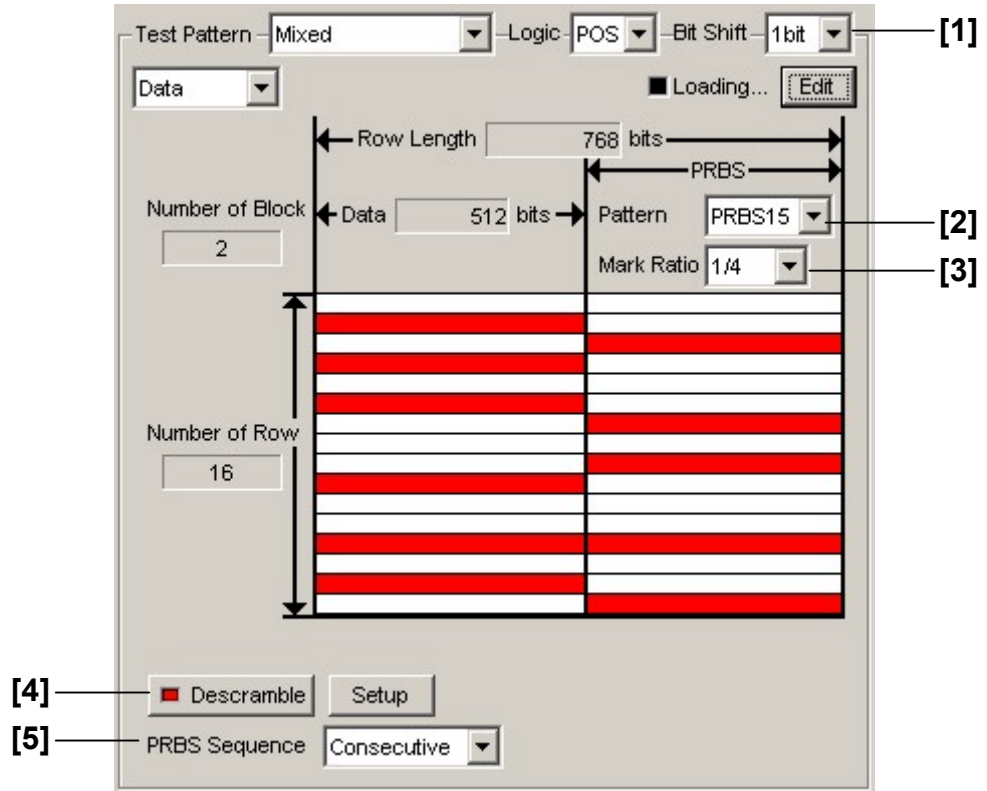 Test Pattern Mixed Logic POS Bit Shift 1bit [1]
Data Loading... Edit
Row Length 768 bits
PRBS
Number of Block Data 512 bits Pattern PRBS15 [2]
2 Mark Ratio 1/4 [3]
Number of Row
16
[4] Descramble Setup
[5] PRBS Sequence Consecutive